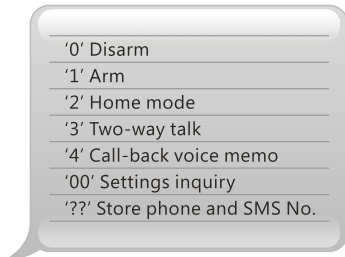 ‘0’ Disarm
‘1’ Arm
‘2’ Home mode
‘3’ Two-way talk
‘4’ Call-back voice memo
‘00’ Settings inquiry
‘??’ Store phone and SMS No.